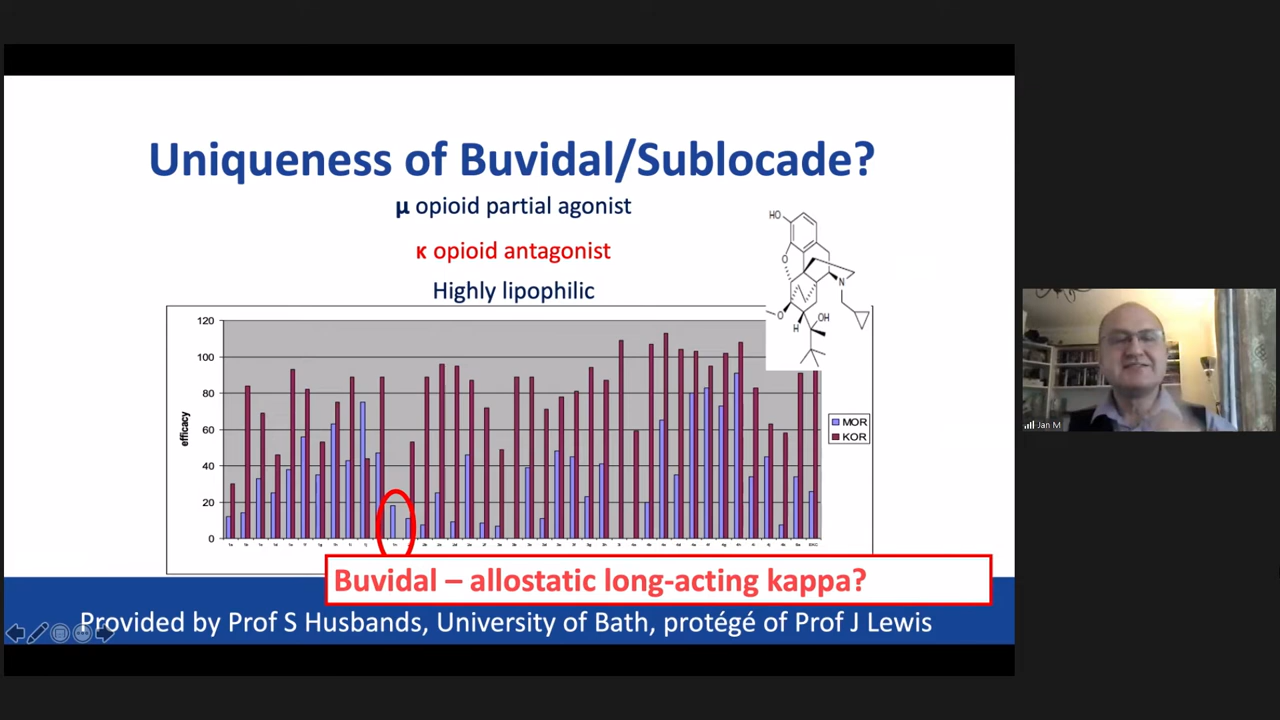 Uniqueness of Buvidal/Sublocade?
μ opioid partial agonist
κ opioid antagonist
Highly lipophilic
HO
O
N
O
OH
H
120
100
80
60
40
20
0
efficacy
MOR
KOR
Buvidal – allostatic long-acting kappa?
Provided by Prof S Husbands, University of Bath, protégé of Prof J Lewis
Jan M